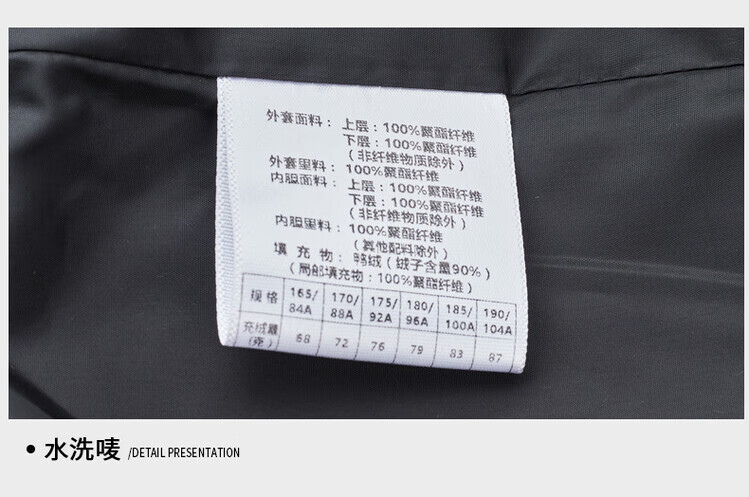 外套面料：上层：100%聚酯纤维
下层：100%聚酯纤维
（非纤维物质除外）
外套里料：100%聚酯纤维
内胆面料：上层：100%聚酯纤维
下层：100%聚酯纤维
（非纤维物质除外）
内胆里料：100%聚酯纤维
（其他配料除外）
填充物：鸭绒（绒子含量90%）
（局部填充物：100%聚酯纤维）
规格 165/84A 170/88A 175/92A 180/96A 185/100A 190/104A
充绒量（克） 68 72 76 79 83 87
• 水洗唛 /DETAIL PRESENTATION